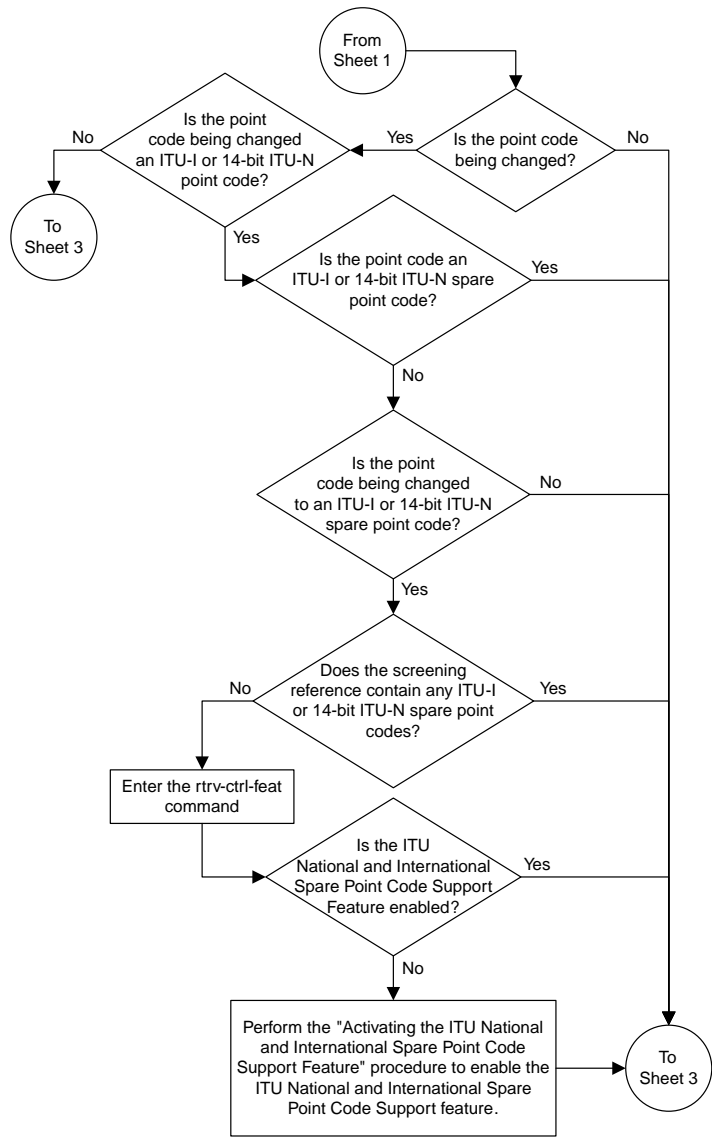 From
Sheet 1
Is the point code
being changed?
Yes
No
Is the point
code being changed
an ITU-I or 14-bit ITU-N
point code?
No
To
Sheet 3
Yes
Is the point code an
ITU-I or 14-bit ITU-N spare
point code?
Yes
No
Is the point
code being changed
to an ITU-I or 14-bit ITU-N
spare point code?
No
Yes
Does the screening
reference contain any ITU-I
or 14-bit ITU-N spare point
codes?
No
Yes
Enter the rtrv-ctrl-feat
command
Is the ITU
National and International
Spare Point Code Support
Feature enabled?
Yes
No
Perform the "Activating the ITU National
and International Spare Point Code
Support Feature" procedure to enable the
ITU National and International Spare
Point Code Support feature.
To
Sheet 3